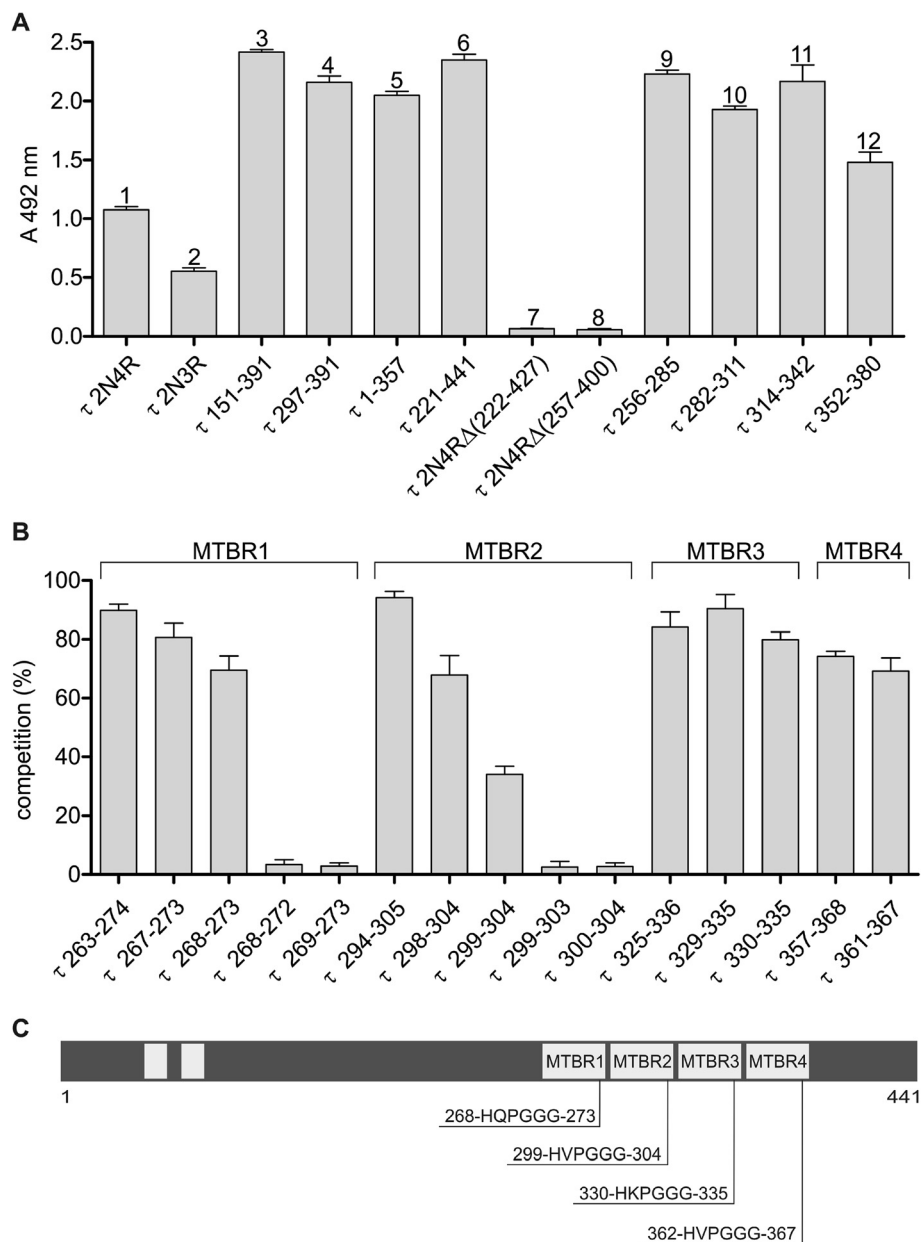 A
A 492 nm
2.5
2.0
1.5
1.0
0.5
0.0
1
2
3
4
5
6
7
8
9
10
11
12
τ 2N4R
τ 2N3R
τ 151-391
τ 297-391
τ 1-357
τ 221-441
τ 2N4RΔ(222-427)
τ 2N4RΔ(257-400)
τ 256-285
τ 282-311
τ 314-342
τ 352-380
B
MTBR1
MTBR2
MTBR3
MTBR4
competition (%)
100
80
60
40
20
0
τ 263-274
τ 267-273
τ 268-273
τ 268-272
τ 269-273
τ 294-305
τ 298-304
τ 299-304
τ 299-303
τ 300-304
τ 325-336
τ 329-335
τ 330-335
τ 357-368
τ 361-367
C
MTBR1 MTBR2 MTBR3 MTBR4
1 441
268-HQPGGG-273
299-HVPGGG-304
330-HKPGGG-335
362-HVPGGG-367